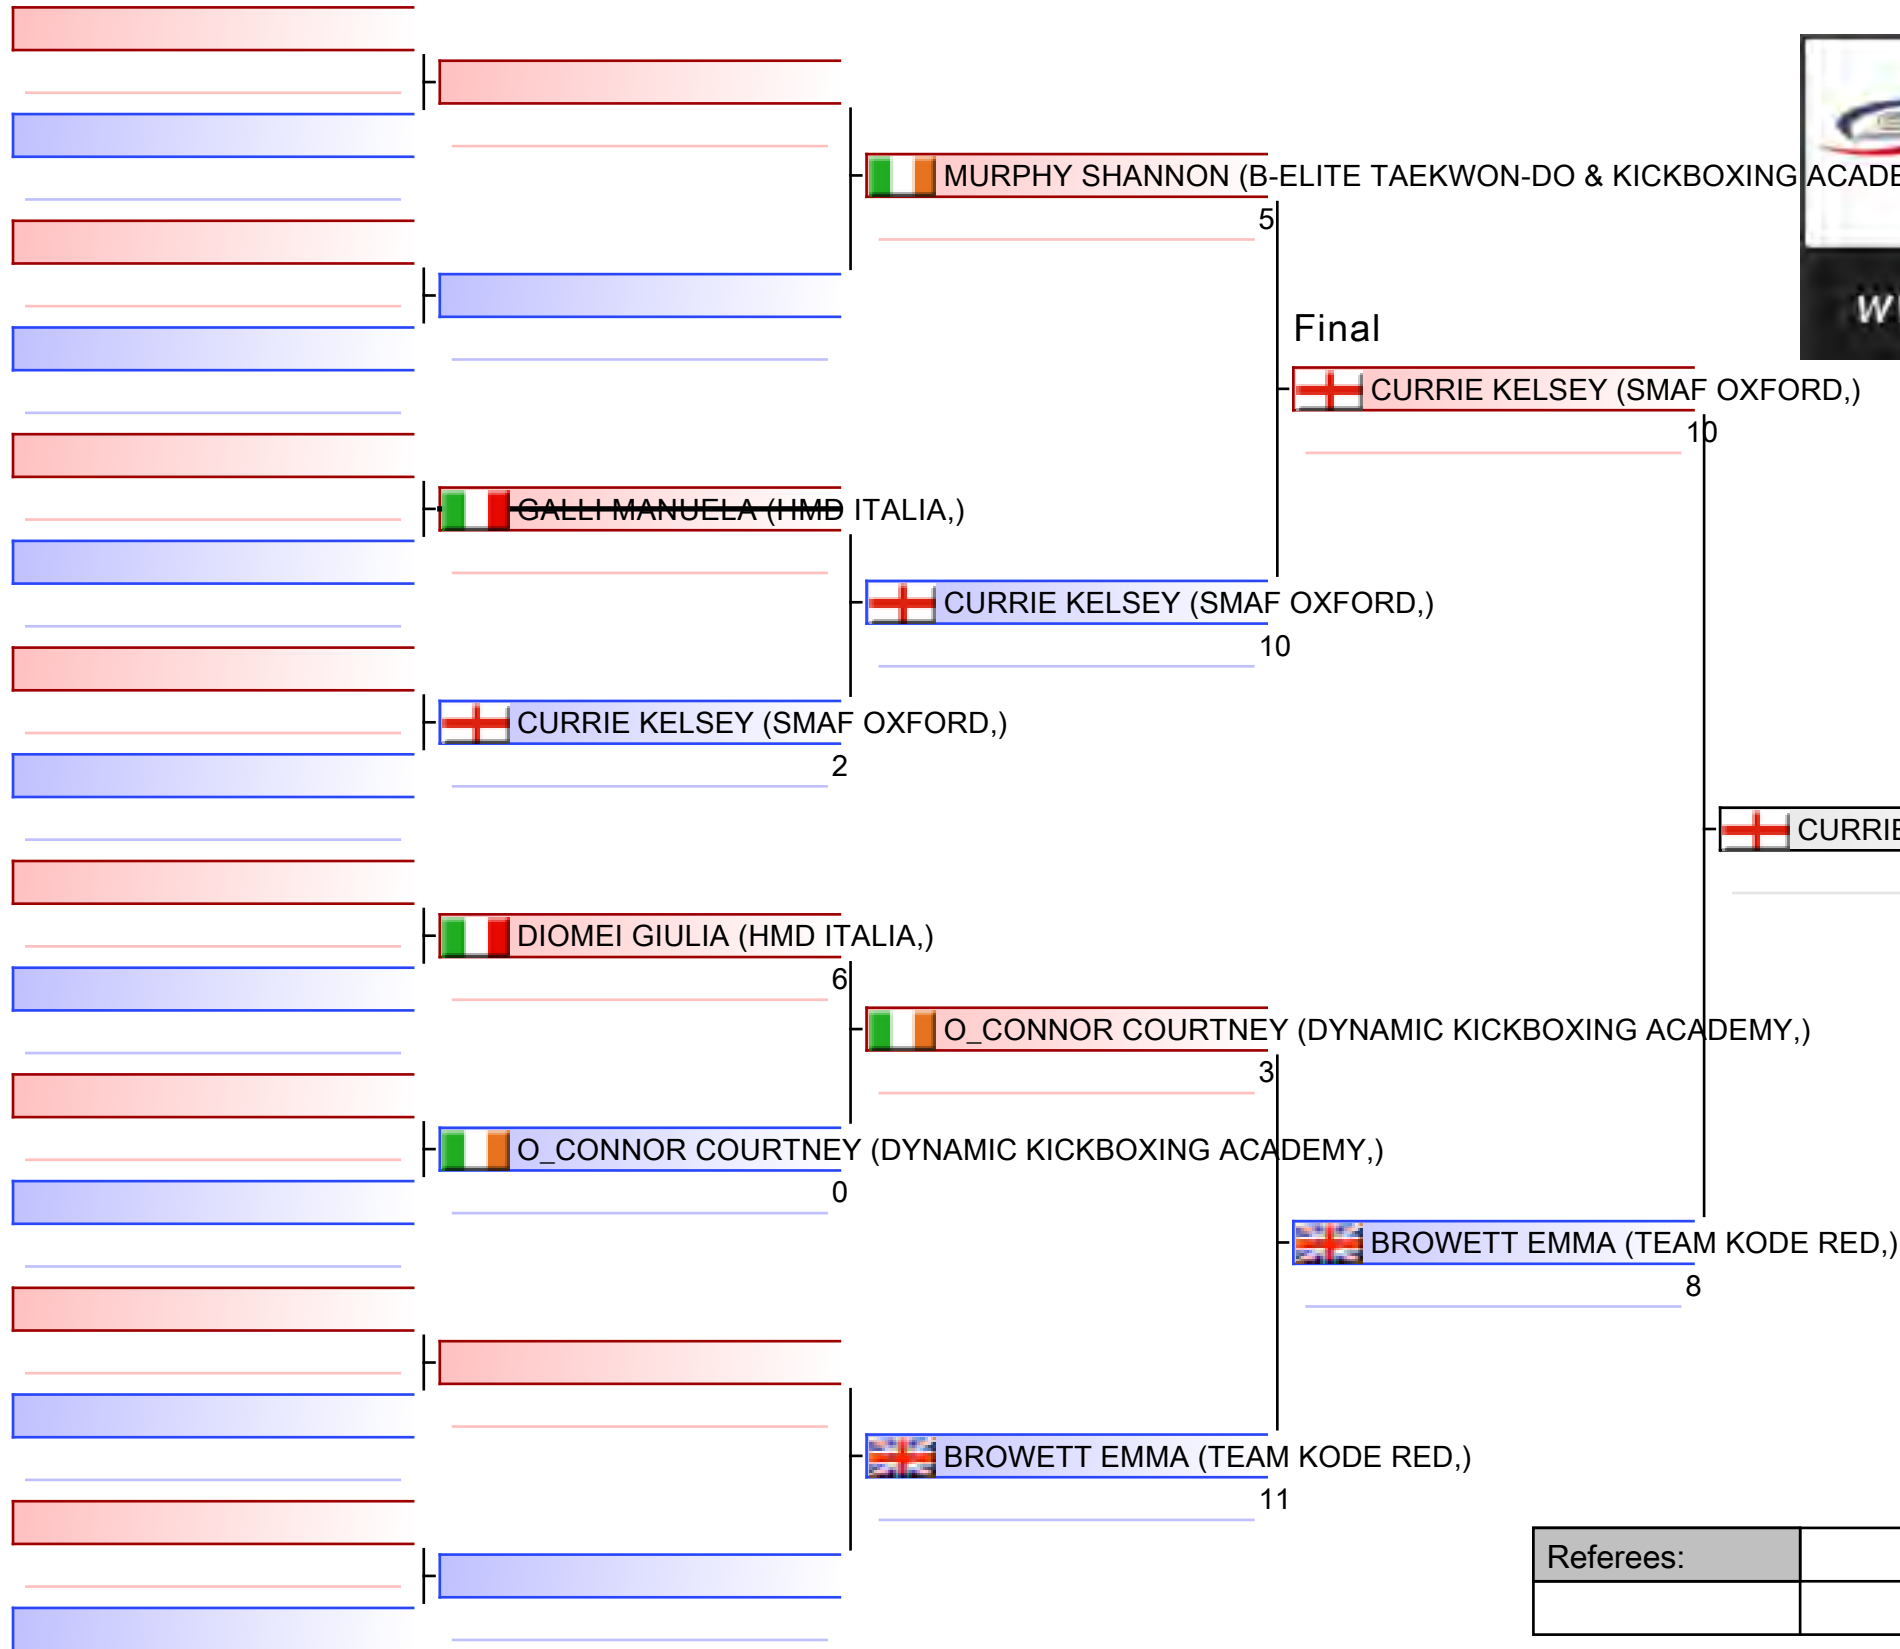 MURPHY SHANNON (B-ELITE TAEKWON-DO & KICKBOXING ACADE
5
Final
CURRIE KELSEY (SMAF OXFORD,)
10
GALLI MANUELA (HMD ITALIA,)
CURRIE KELSEY (SMAF OXFORD,)
10
CURRIE KELSEY (SMAF OXFORD,)
2
CURRIE
DIOMEI GIULIA (HMD ITALIA,)
6
O_CONNOR COURTNEY (DYNAMIC KICKBOXING ACADEMY,)
3
O_CONNOR COURTNEY (DYNAMIC KICKBOXING ACADEMY,)
0
BROWETT EMMA (TEAM KODE RED,)
8
BROWETT EMMA (TEAM KODE RED,)
11
Referees: